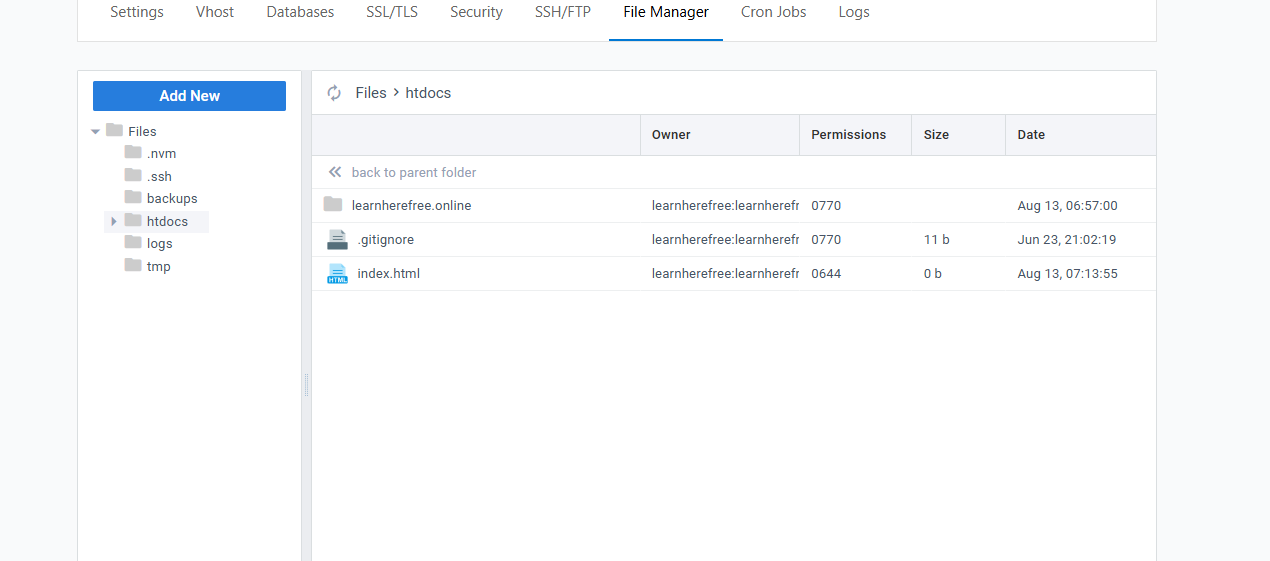 Settings Vhost Databases SSL/TLS Security SSH/FTP File Manager Cron Jobs Logs
Add New
Files
.nvm
.ssh
backups
htdocs
logs
tmp
Files > htdocs
Owner Permissions Size Date
back to parent folder
learnherefree.online learnherefree:learnherefr 0770 Aug 13, 06:57:00
.gitignore learnherefree:learnherefr 0770 11 b Jun 23, 21:02:19
HTML index.html learnherefree:learnherefr 0644 0 b Aug 13, 07:13:55